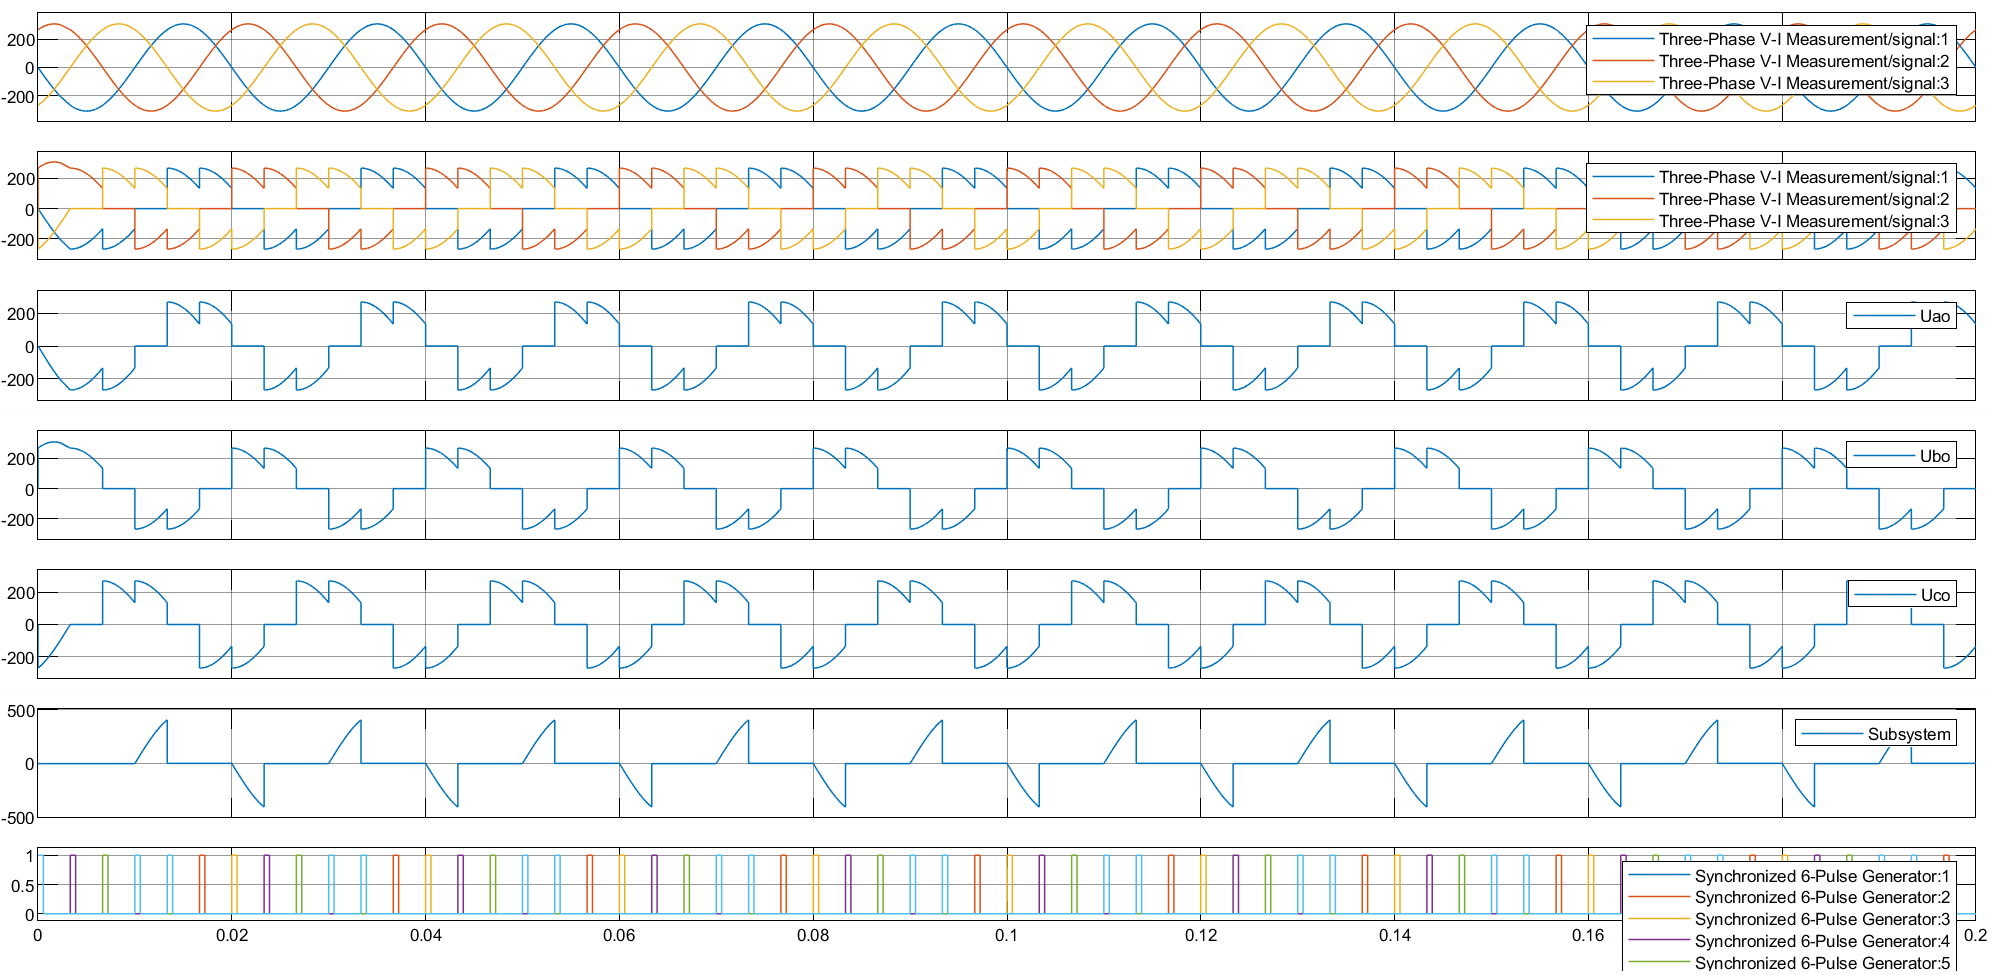 200
0
-200
Three-Phase V-I Measurement/signal:1
Three-Phase V-I Measurement/signal:2
Three-Phase V-I Measurement/signal:3
200
0
-200
Three-Phase V-I Measurement/signal:1
Three-Phase V-I Measurement/signal:2
Three-Phase V-I Measurement/signal:3
200
0
-200
Uao
200
0
-200
Ubo
200
0
-200
Uco
500
0
-500
Subsystem
1
0.5
0
Synchronized 6-Pulse Generator:1
Synchronized 6-Pulse Generator:2
Synchronized 6-Pulse Generator:3
Synchronized 6-Pulse Generator:4
Synchronized 6-Pulse Generator:5
0 0.02 0.04 0.06 0.08 0.1 0.12 0.14 0.16 0.2